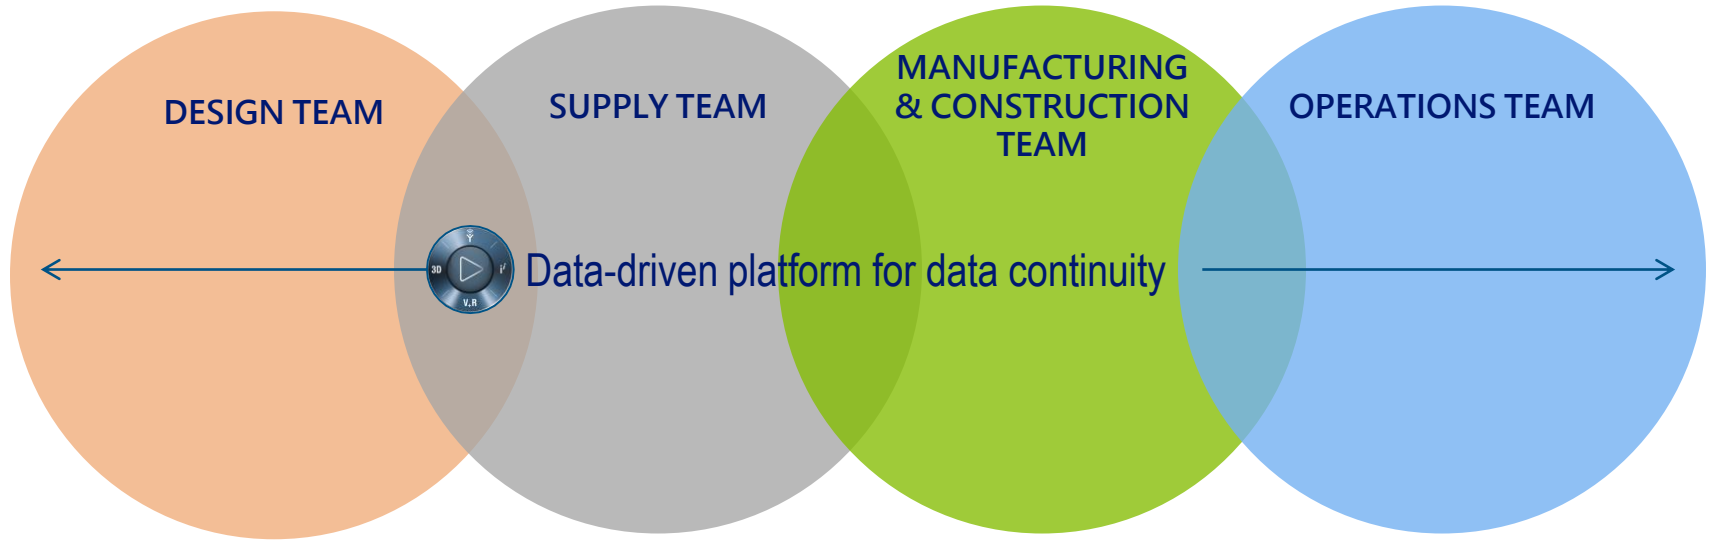 DESIGN TEAM
SUPPLY TEAM
MANUFACTURING
& CONSTRUCTION
TEAM
OPERATIONS TEAM
3D
V,R
Data-driven platform for data continuity